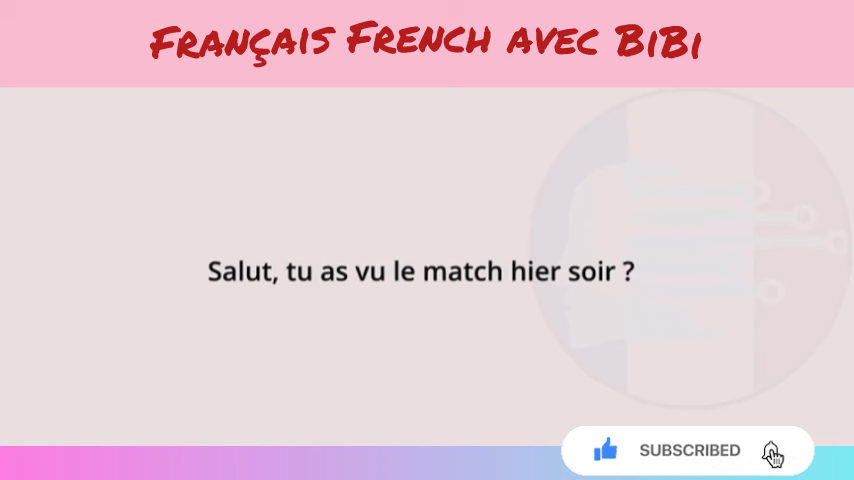 Français French avec BiBi
Salut, tu as vu le match hier soir ?
SUBSCRIBED